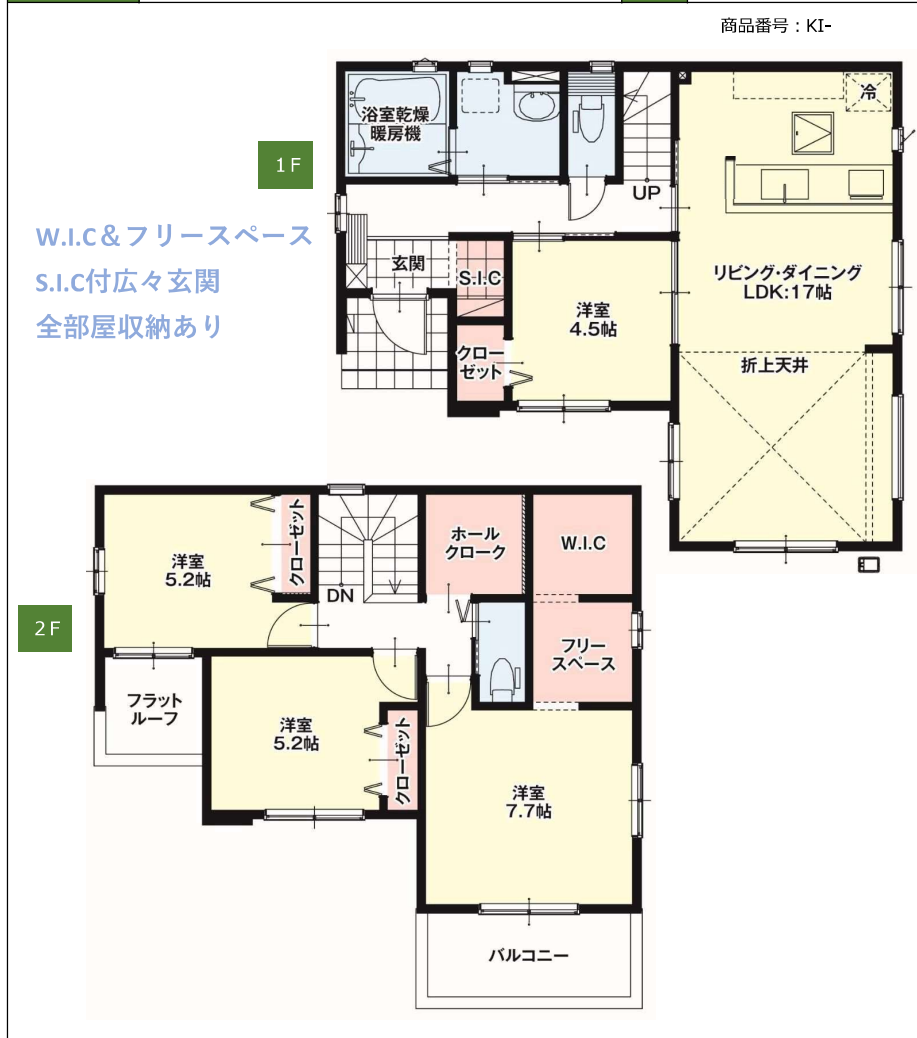 商品番号：KI-
1F
W.I.C＆フリースペース
S.I.C付広々玄関
全部屋収納あり
浴室乾燥
暖房機
冷
UP
玄関
S.I.C
リビング・ダイニング
LDK:17帖
洋室
4.5帖
クロー
ゼット
折上天井
2F
洋室
5.2帖
クローゼット
DN
ホール
クローク
W.I.C
フリー
スペース
フラット
ルーフ
洋室
5.2帖
クローゼット
洋室
7.7帖
バルコニー